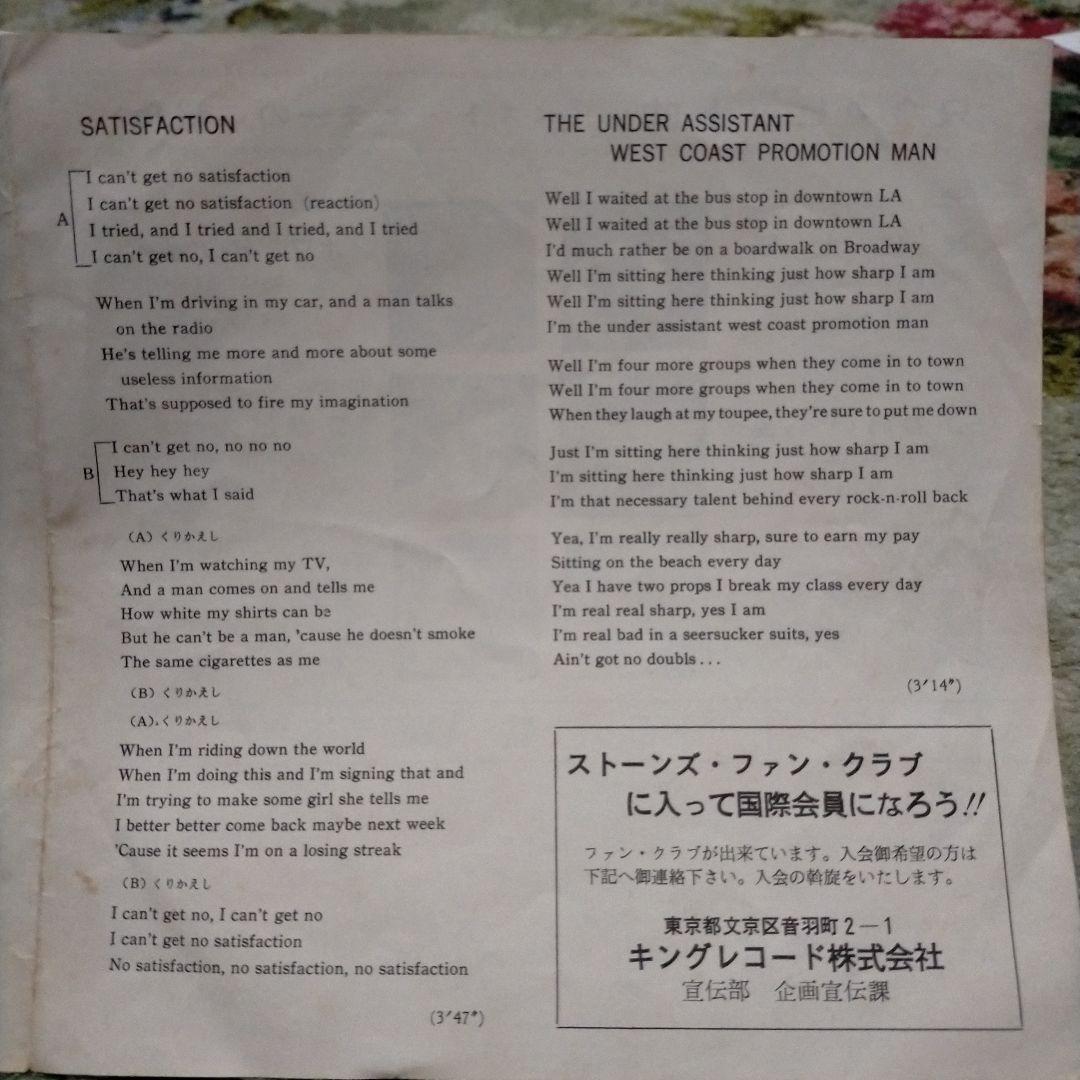 SATISFACTION
A
I can't get no satisfaction
I can't get no satisfaction (reaction)
I tried, and I tried and I tried, and I tried
I can't get no, I can't get no
When I'm driving in my car, and a man talks
on the radio
He's telling me more and more about some
useless information
That's supposed to fire my imagination
B
I can't get no, no no no
Hey hey hey
That's what I said
(A) くりかえし
When I'm watching my TV,
And a man comes on and tells me
How white my shirts can be
But he can't be a man, 'cause he doesn't smoke
The same cigarettes as me
(B) くりかえし
(A). くりかえし
When I'm riding down the world
When I'm doing this and I'm signing that and
I'm trying to make some girl she tells me
I better better come back maybe next week
'Cause it seems I'm on a losing streak
(B) くりかえし
I can't get no, I can't get no
I can't get no satisfaction
No satisfaction, no satisfaction, no satisfaction
(3′47″)
THE UNDER ASSISTANT
WEST COAST PROMOTION MAN
Well I waited at the bus stop in downtown LA
Well I waited at the bus stop in downtown LA
I'd much rather be on a boardwalk on Broadway
Well I'm sitting here thinking just how sharp I am
Well I'm sitting here thinking just how sharp I am
I'm the under assistant west coast promotion man
Well I'm four more groups when they come in to town
Well I'm four more groups when they come in to town
When they laugh at my toupee, they're sure to put me down
Just I'm sitting here thinking just how sharp I am
I'm sitting here thinking just how sharp I am
I'm that necessary talent behind every rock-n-roll back
Yea, I'm really really sharp, sure to earn my pay
Sitting on the beach every day
Yea I have two props I break my class every day
I'm real real sharp, yes I am
I'm real bad in a seersucker suits, yes
Ain't got no doubls...
(3′14″)
ストーンズ・ファン・クラブ
に入って国際会員になろう!!
ファン・クラブが出来ています。入会御希望の方は
下記へ御連絡下さい。入会の斡旋をいたします。
東京都文京区音羽町2－1
キングレコード株式会社
宣伝部 企画宣伝課